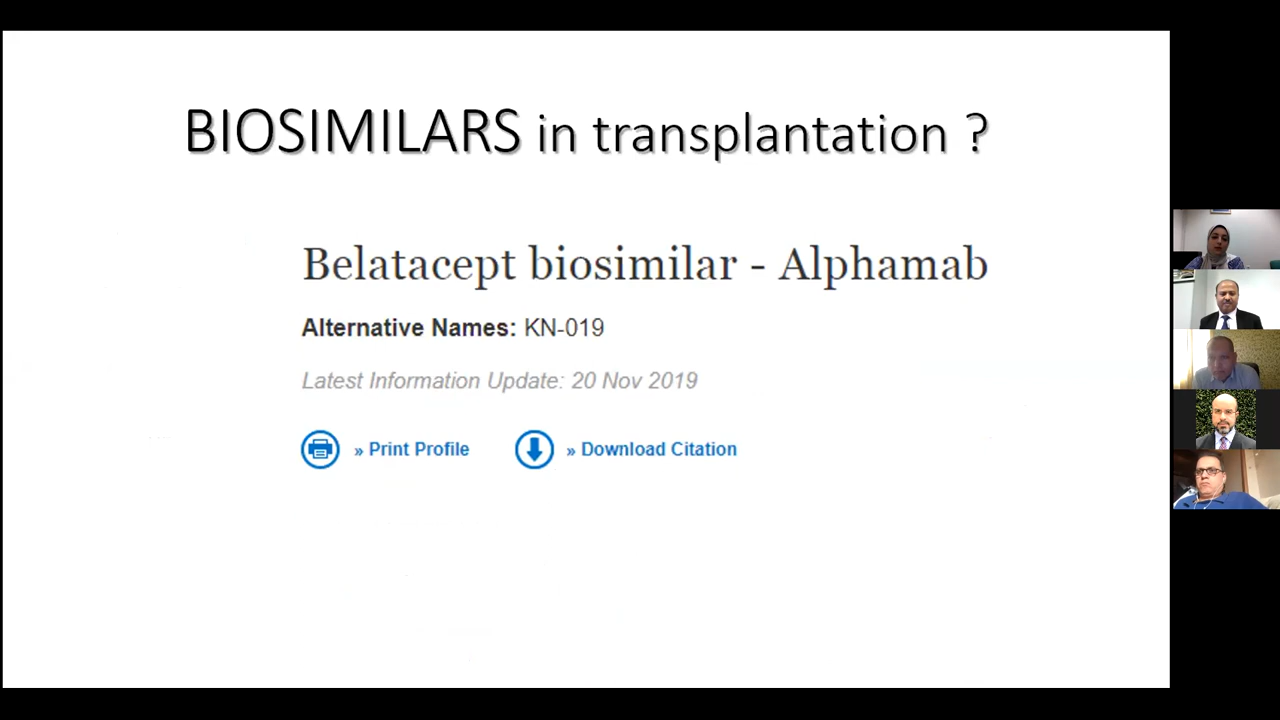 BIOSIMILARS in transplantation ?
Belatacept biosimilar - Alphamab
Alternative Names: KN-019
Latest Information Update: 20 Nov 2019
» Print Profile » Download Citation